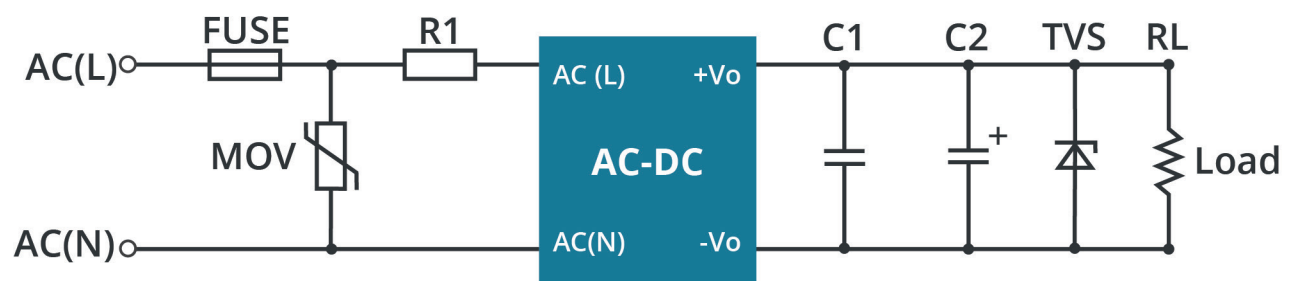 FUSE
R1
C1
C2
TVS
RL
AC(L)
AC (L)
+Vo
MOV
AC-DC
+
Load
AC(N)
AC(N)
-Vo